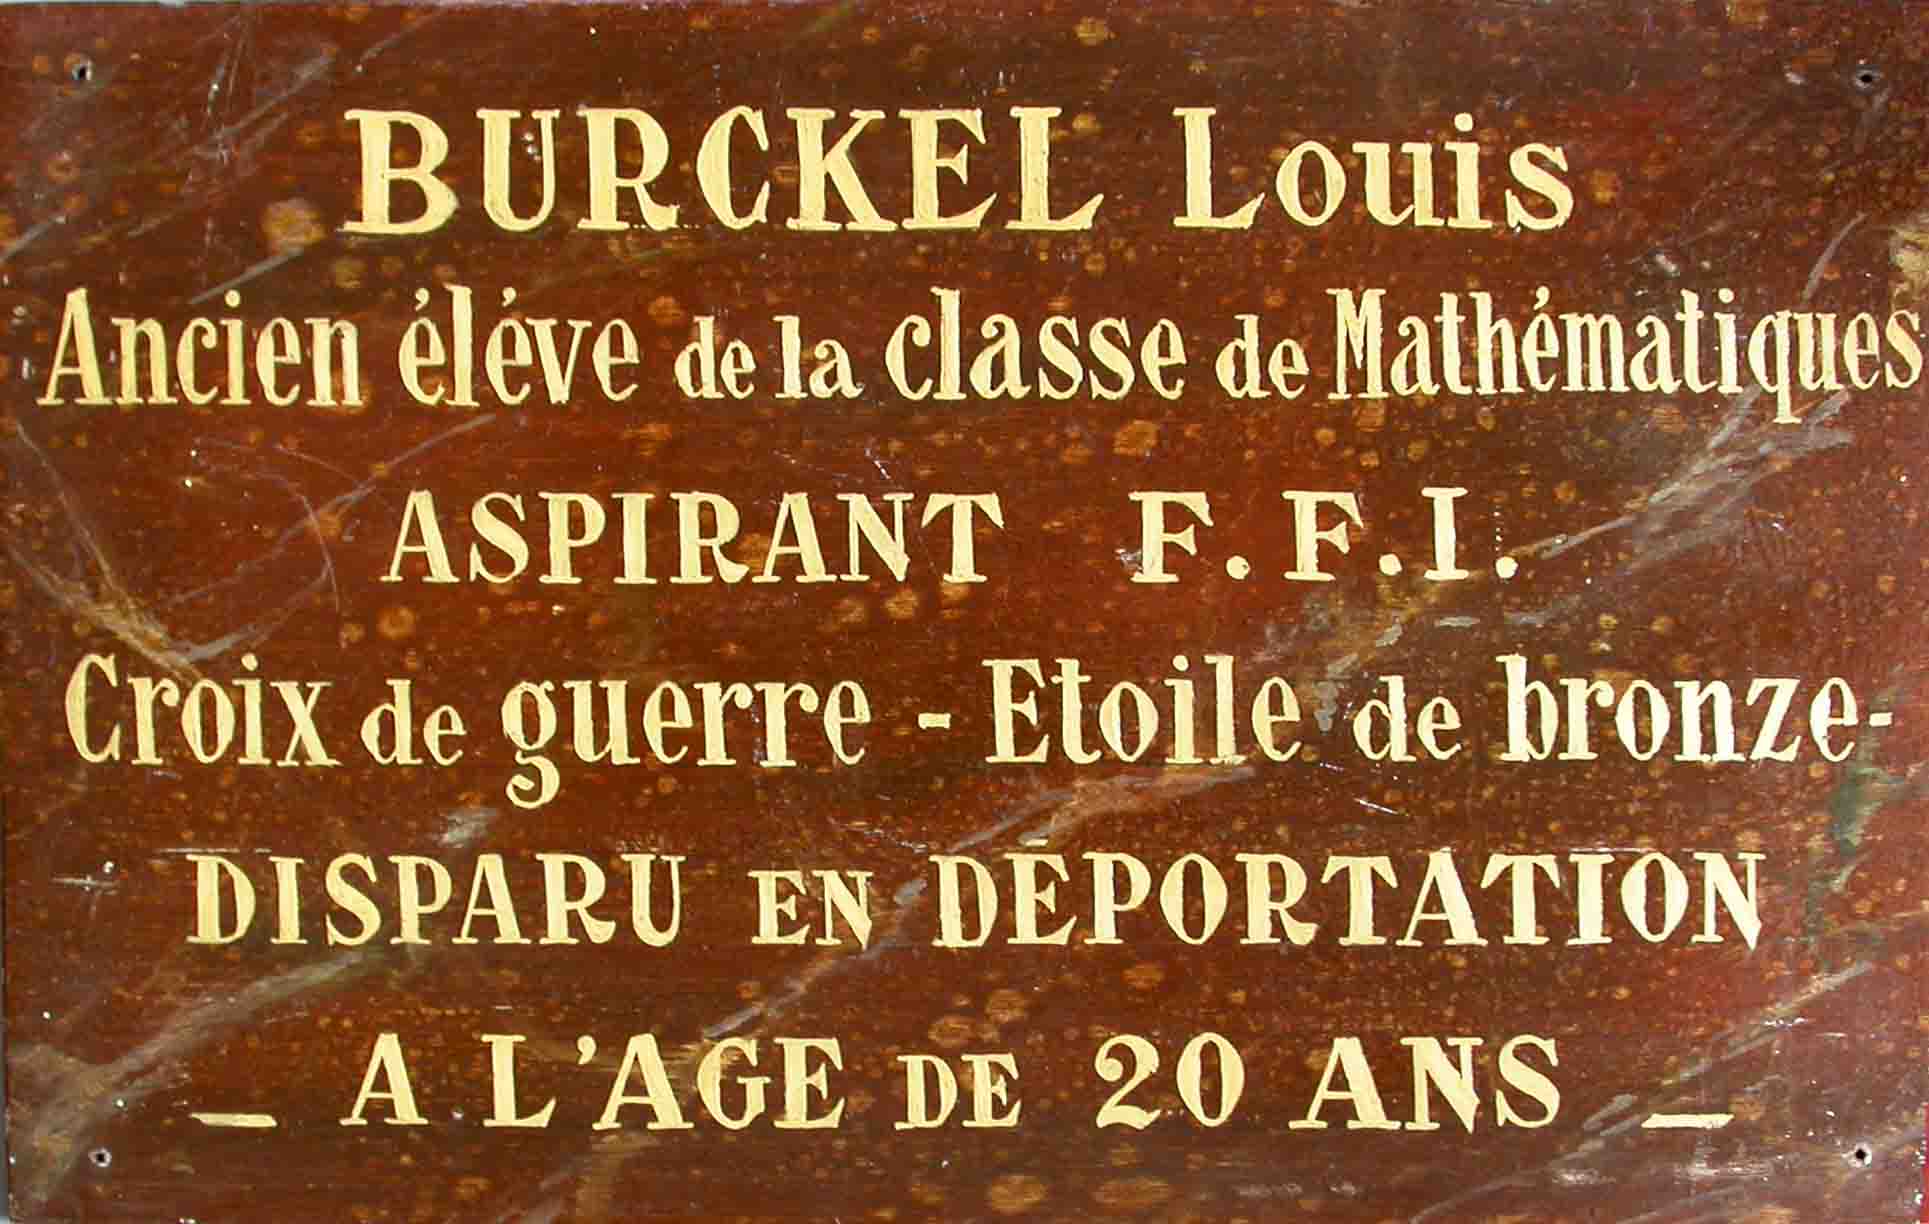 BURCKEL Louis
Ancien éléve de la classe de Mathématiques
ASPIRANT F.F.I.
Croix de guerre - Etoile de bronze-
DISPARU EN DÉPORTATION
_ A L'AGE DE 20 ANS _